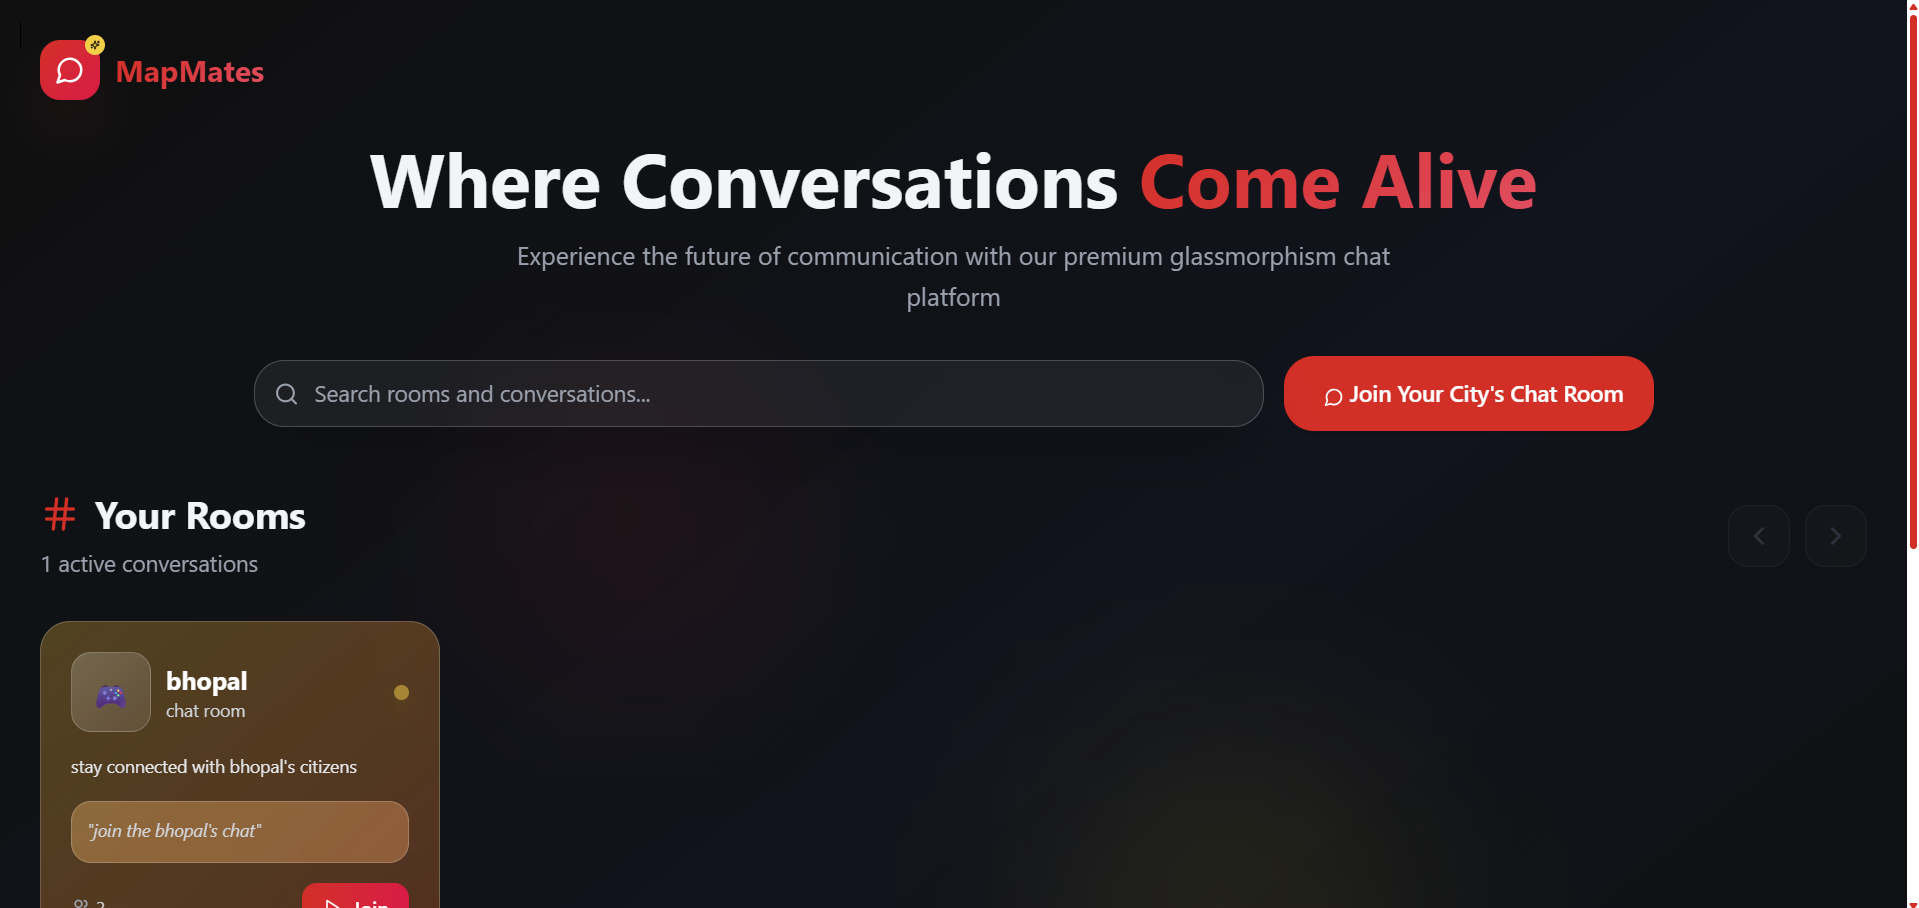 MapMates
Where Conversations Come Alive
Experience the future of communication with our premium glassmorphism chat
platform
Search rooms and conversations...
Join Your City's Chat Room
# Your Rooms
1 active conversations
bhopal
chat room
stay connected with bhopal's citizens
"join the bhopal's chat"
Join